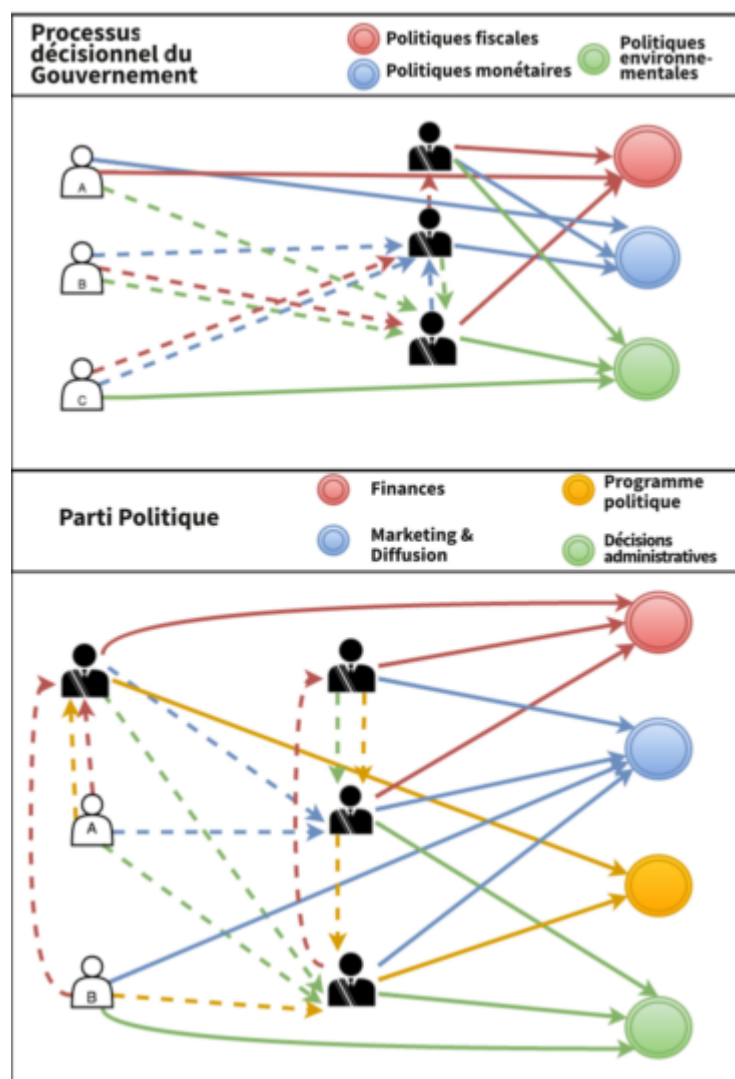 Processus
décisionnel du
Gouvernement
Politiques fiscales
Politiques monétaires
Politiques
environne-
mentales
A
B
C
Parti Politique
Finances
Marketing &
Diffusion
Programme
politique
Décisions
administratives
A
B